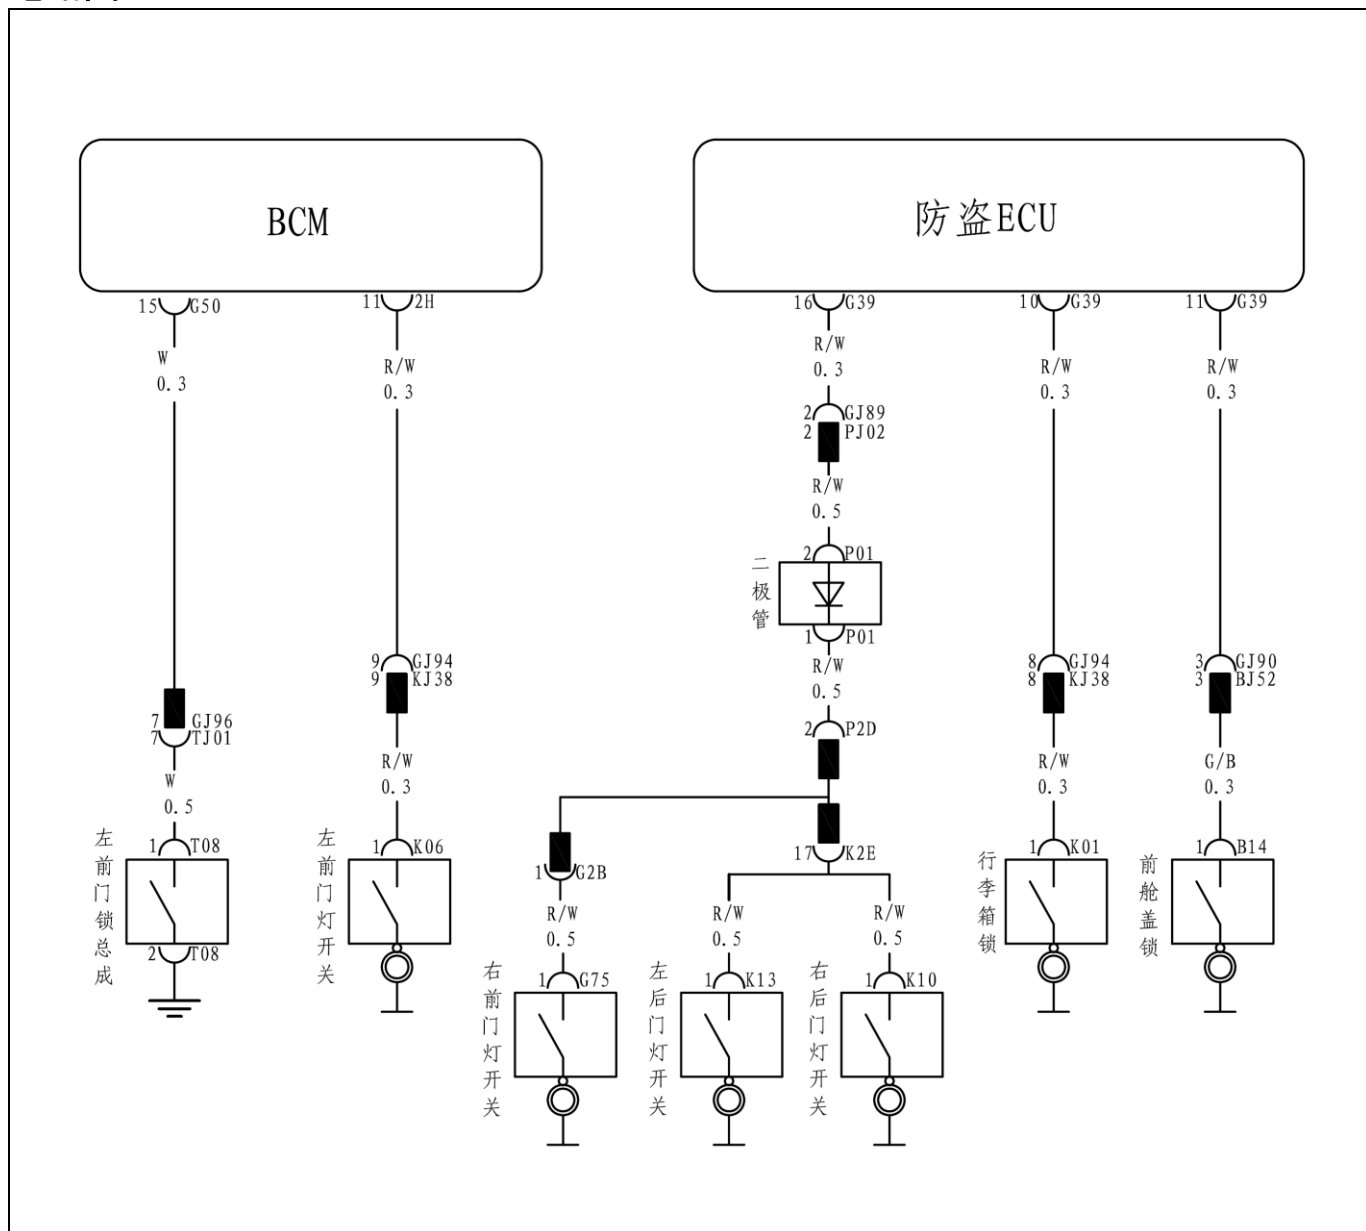 BCM
防盗ECU
15 G50
11 2H
16 G39
10 G39
11 G39
W
0.3
R/W
0.3
R/W
0.3
R/W
0.3
R/W
0.3
2 GJ89
2 PJ02
R/W
0.5
2 P01
二极管
1 P01
R/W
0.5
9 GJ94
9 KJ38
8 GJ94
8 KJ38
3 GJ90
3 BJ52
7 GJ96
7 TJ01
2 P2D
W
0.5
R/W
0.3
R/W
0.3
G/B
0.3
左前门锁总成
1 T08
2 T08
左前门灯开关
1 K06
17 K2E
1 G2B
行李箱锁
1 K01
前舱盖锁
1 B14
R/W
0.5
R/W
0.5
R/W
0.5
右前门灯开关
1 G75
左后门灯开关
1 K13
右后门灯开关
1 K10